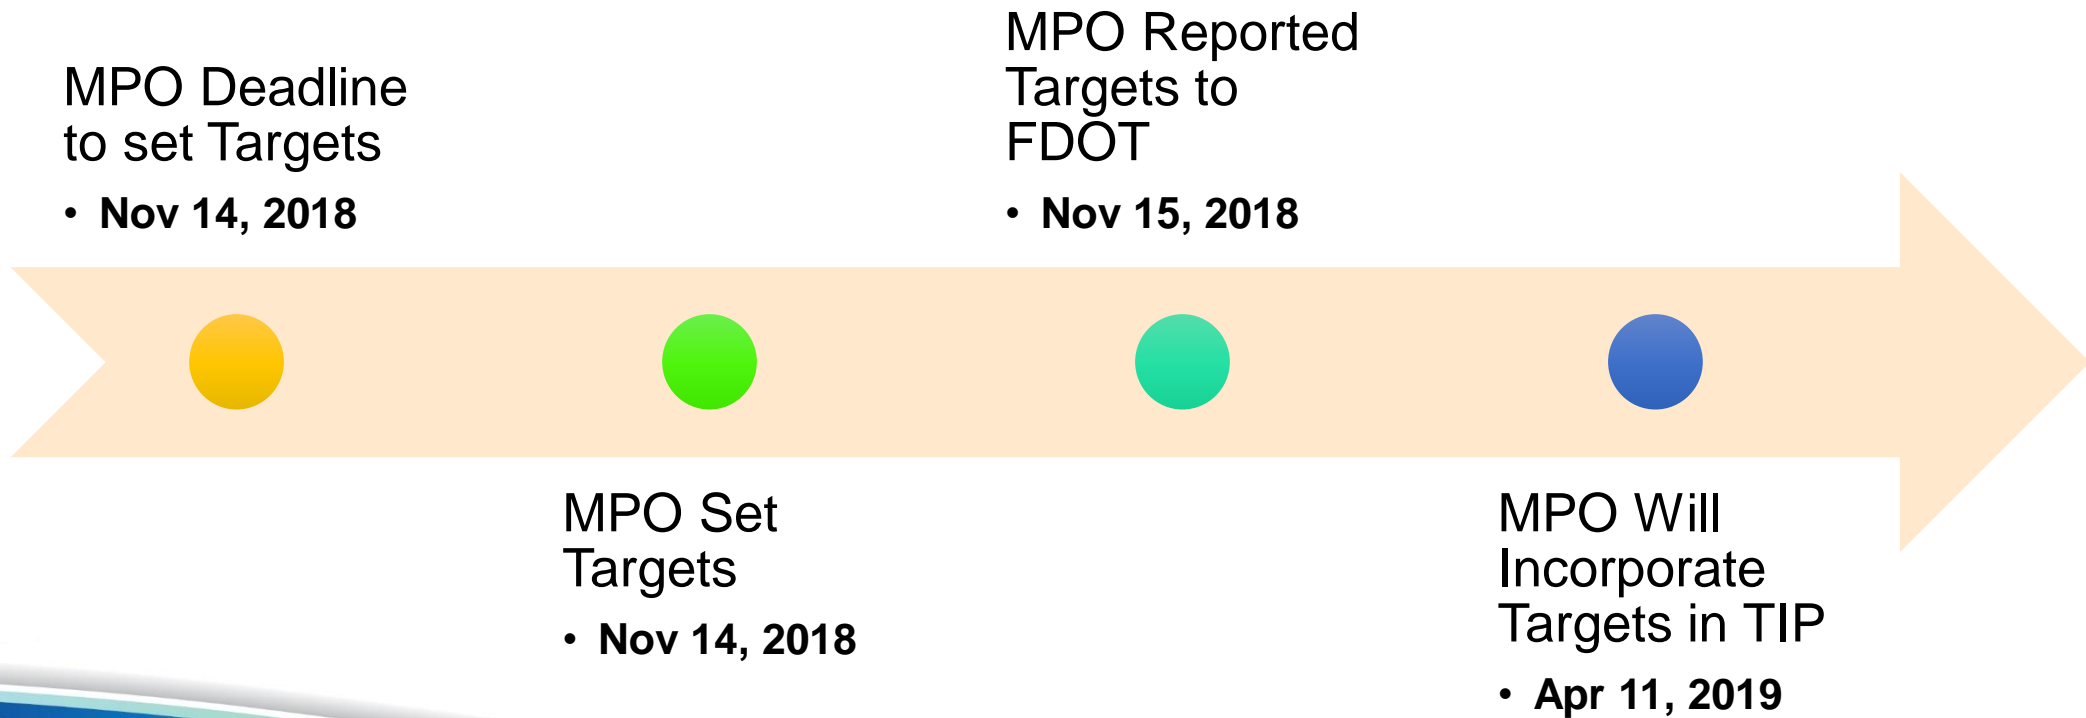 MPO Deadline
to set Targets
• Nov 14, 2018
MPO Set
Targets
• Nov 14, 2018
MPO Reported
Targets to
FDOT
• Nov 15, 2018
MPO Will
Incorporate
Targets in TIP
• Apr 11, 2019